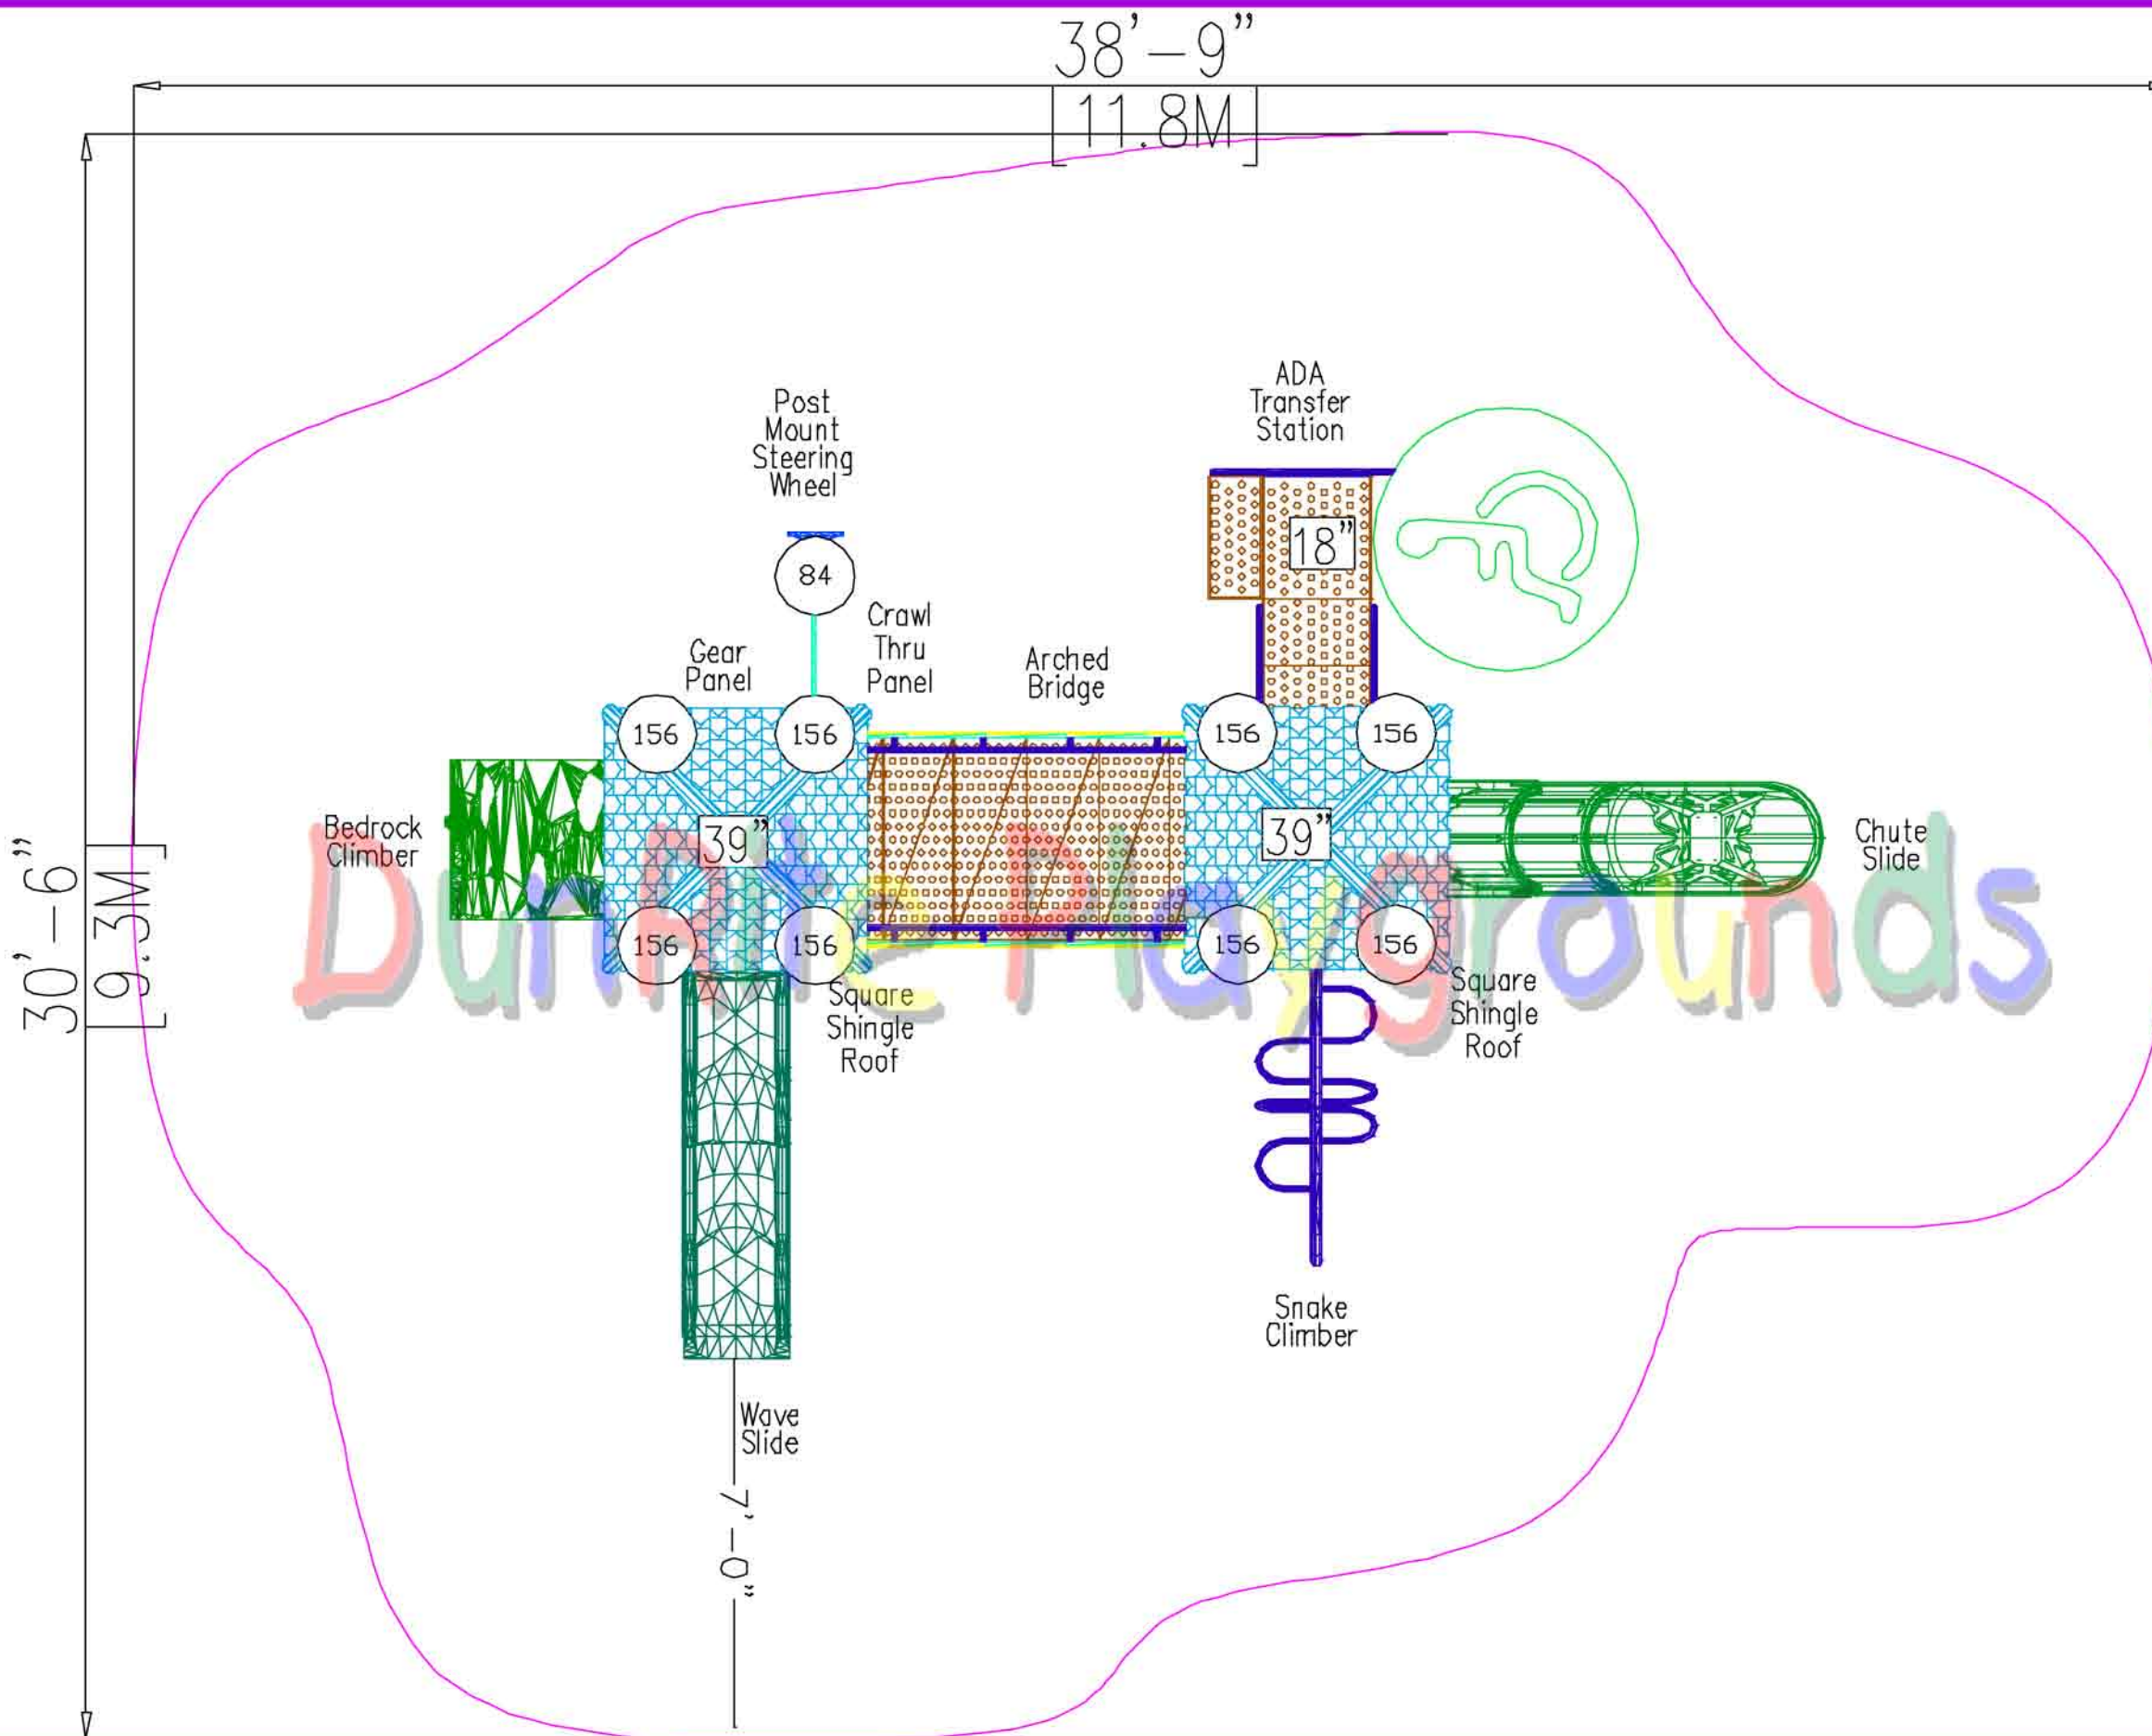 38'-9"
[11.8M]
ADA
Transfer
Station
Post
Mount
Steering
Wheel
18"
84
Crawl
Thru
Panel
Gear
Panel
Arched
Bridge
156
156
156
156
Bedrock
Climber
39"
39"
Chute
Slide
30'-6"
[9.3M]
DunRite Playgrounds
156
156
156
156
Square
Shingle
Roof
Square
Shingle
Roof
Snake
Climber
Wave
Slide
7'-0"